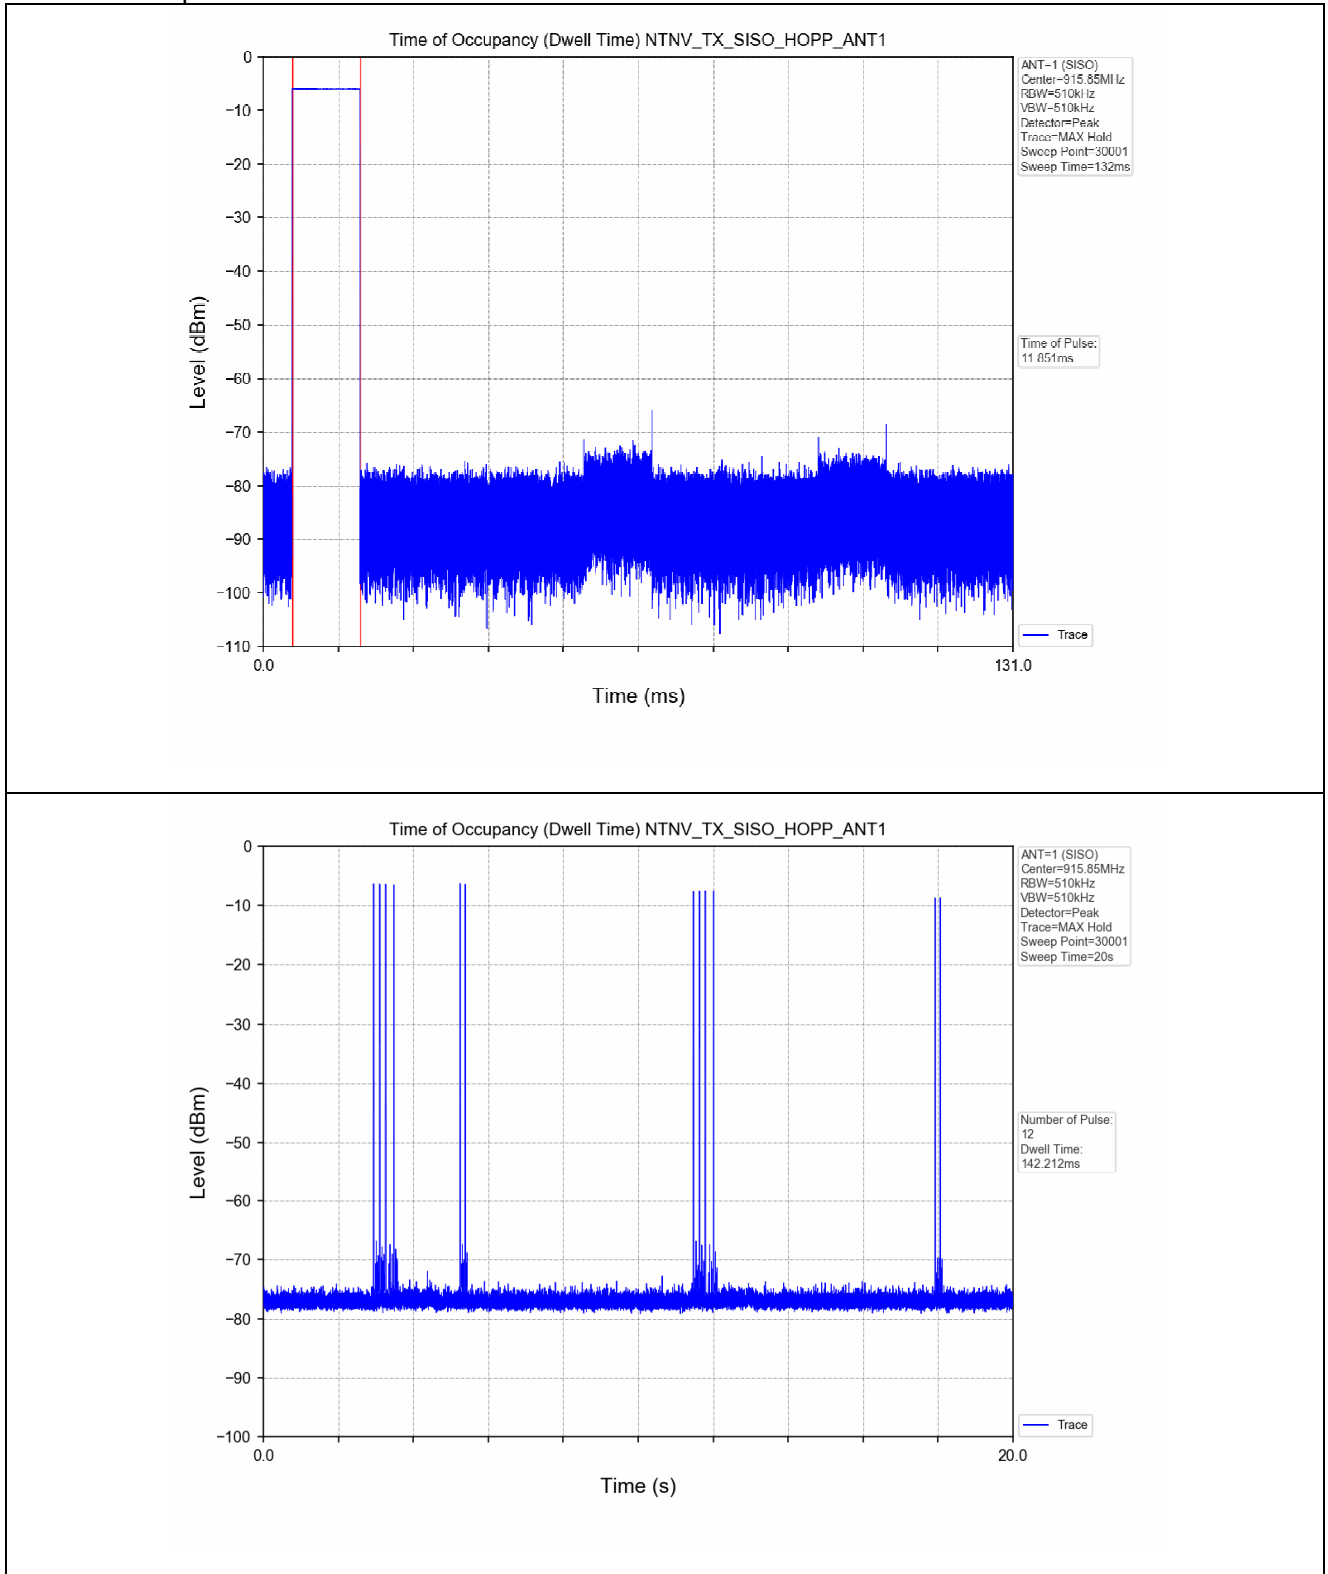 Time of Occupancy (Dwell Time) NTNV_TX_SISO_HOPP_ANT1
0
−10
−20
−30
−40
−50
−60
−70
−80
−90
−100
−110
Level (dBm)
0.0
131.0
Time (ms)
ANT=1 (SISO)
Center=915.85MHz
RBW=510kHz
VBW=510kHz
Detector=Peak
Trace=MAX Hold
Sweep Point=30001
Sweep Time=132ms
Time of Pulse:
11.851ms
Trace
Time of Occupancy (Dwell Time) NTNV_TX_SISO_HOPP_ANT1
0
−10
−20
−30
−40
−50
−60
−70
−80
−90
−100
Level (dBm)
0.0
20.0
Time (s)
ANT=1 (SISO)
Center=915.85MHz
RBW=510kHz
VBW=510kHz
Detector=Peak
Trace=MAX Hold
Sweep Point=30001
Sweep Time=20s
Number of Pulse:
12
Dwell Time:
142.212ms
Trace